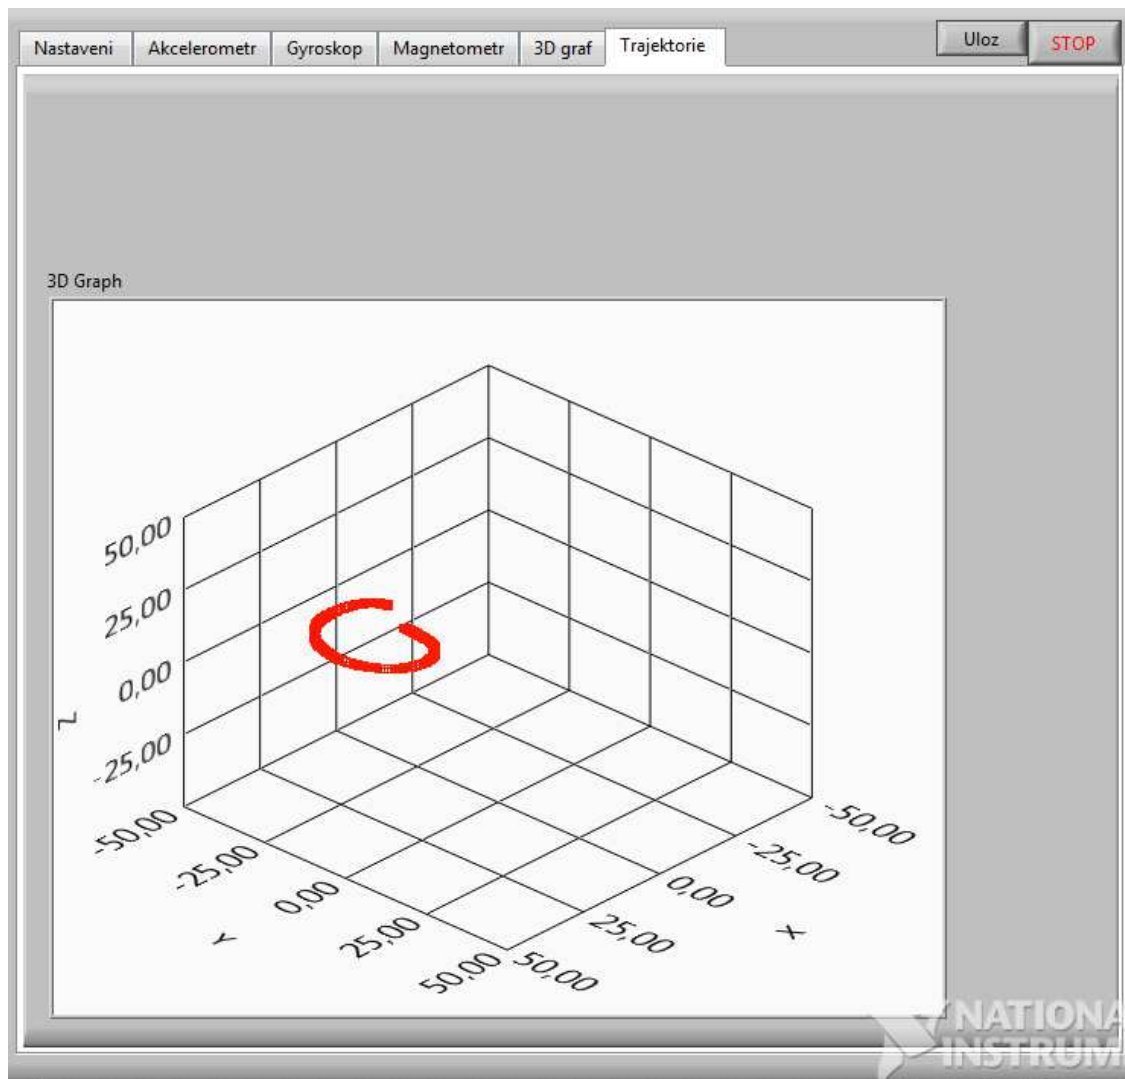 Nastaveni
Akcelerometr
Gyroskop
Magnetometr
3D graf
Trajektorie
Uloz
STOP
3D Graph
50,00
25,00
0,00
-25,00
-50,00
Z
-25,00
0,00
25,00
50,00
Y
50,00
25,00
0,00
-25,00
-50,00
X
NATIONA
INSTRUM